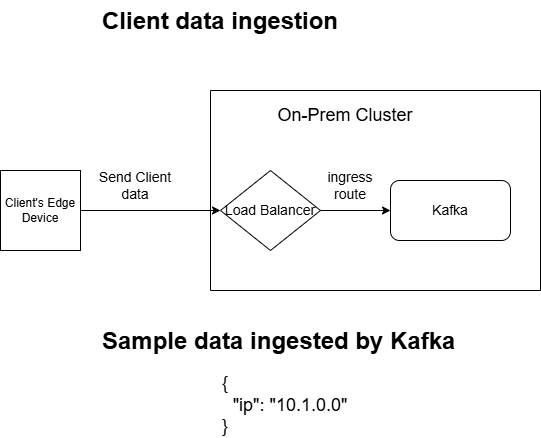 Client data ingestion
On-Prem Cluster
Send Client
data
ingress
route
Client's Edge
Device
Load Balancer
Kafka
Sample data ingested by Kafka
{
"ip": "10.1.0.0"
}